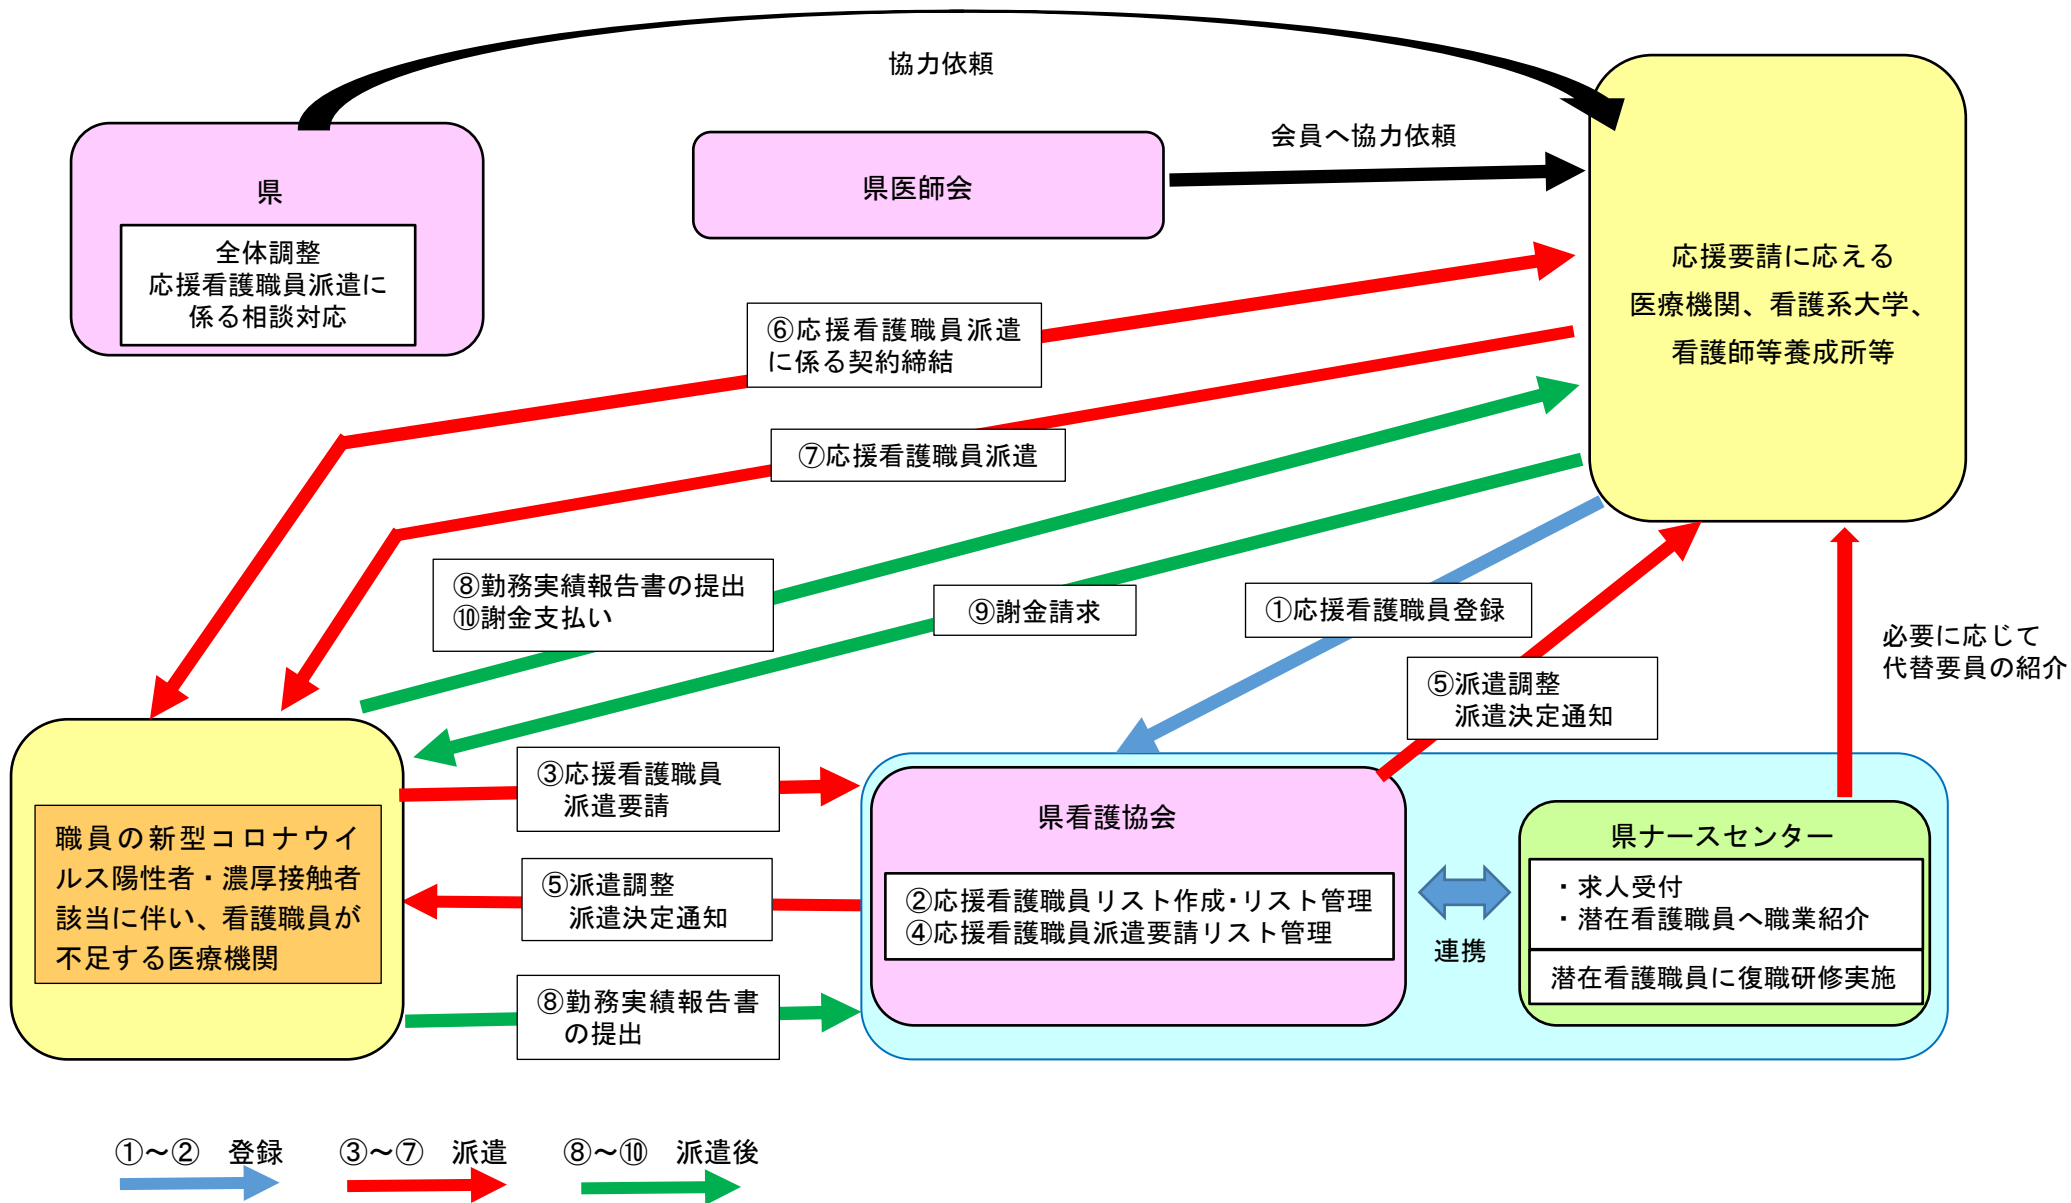 協力依頼
会員へ協力依頼
県
全体調整
応援看護職員派遣に
係る相談対応
県医師会
応援要請に応える
医療機関、看護系大学、
看護師等養成所等
⑥応援看護職員派遣
に係る契約締結
⑦応援看護職員派遣
⑧勤務実績報告書の提出
⑩謝金支払い
⑨謝金請求
①応援看護職員登録
⑤派遣調整
派遣決定通知
必要に応じて
代替要員の紹介
職員の新型コロナウイ
ルス陽性者・濃厚接触者
該当に伴い、看護職員が
不足する医療機関
③応援看護職員
派遣要請
⑤派遣調整
派遣決定通知
⑧勤務実績報告書
の提出
県看護協会
②応援看護職員リスト作成・リスト管理
④応援看護職員派遣要請リスト管理
連携
県ナースセンター
・求人受付
・潜在看護職員へ職業紹介
潜在看護職員に復職研修実施
①～② 登録
③～⑦ 派遣
⑧～⑩ 派遣後